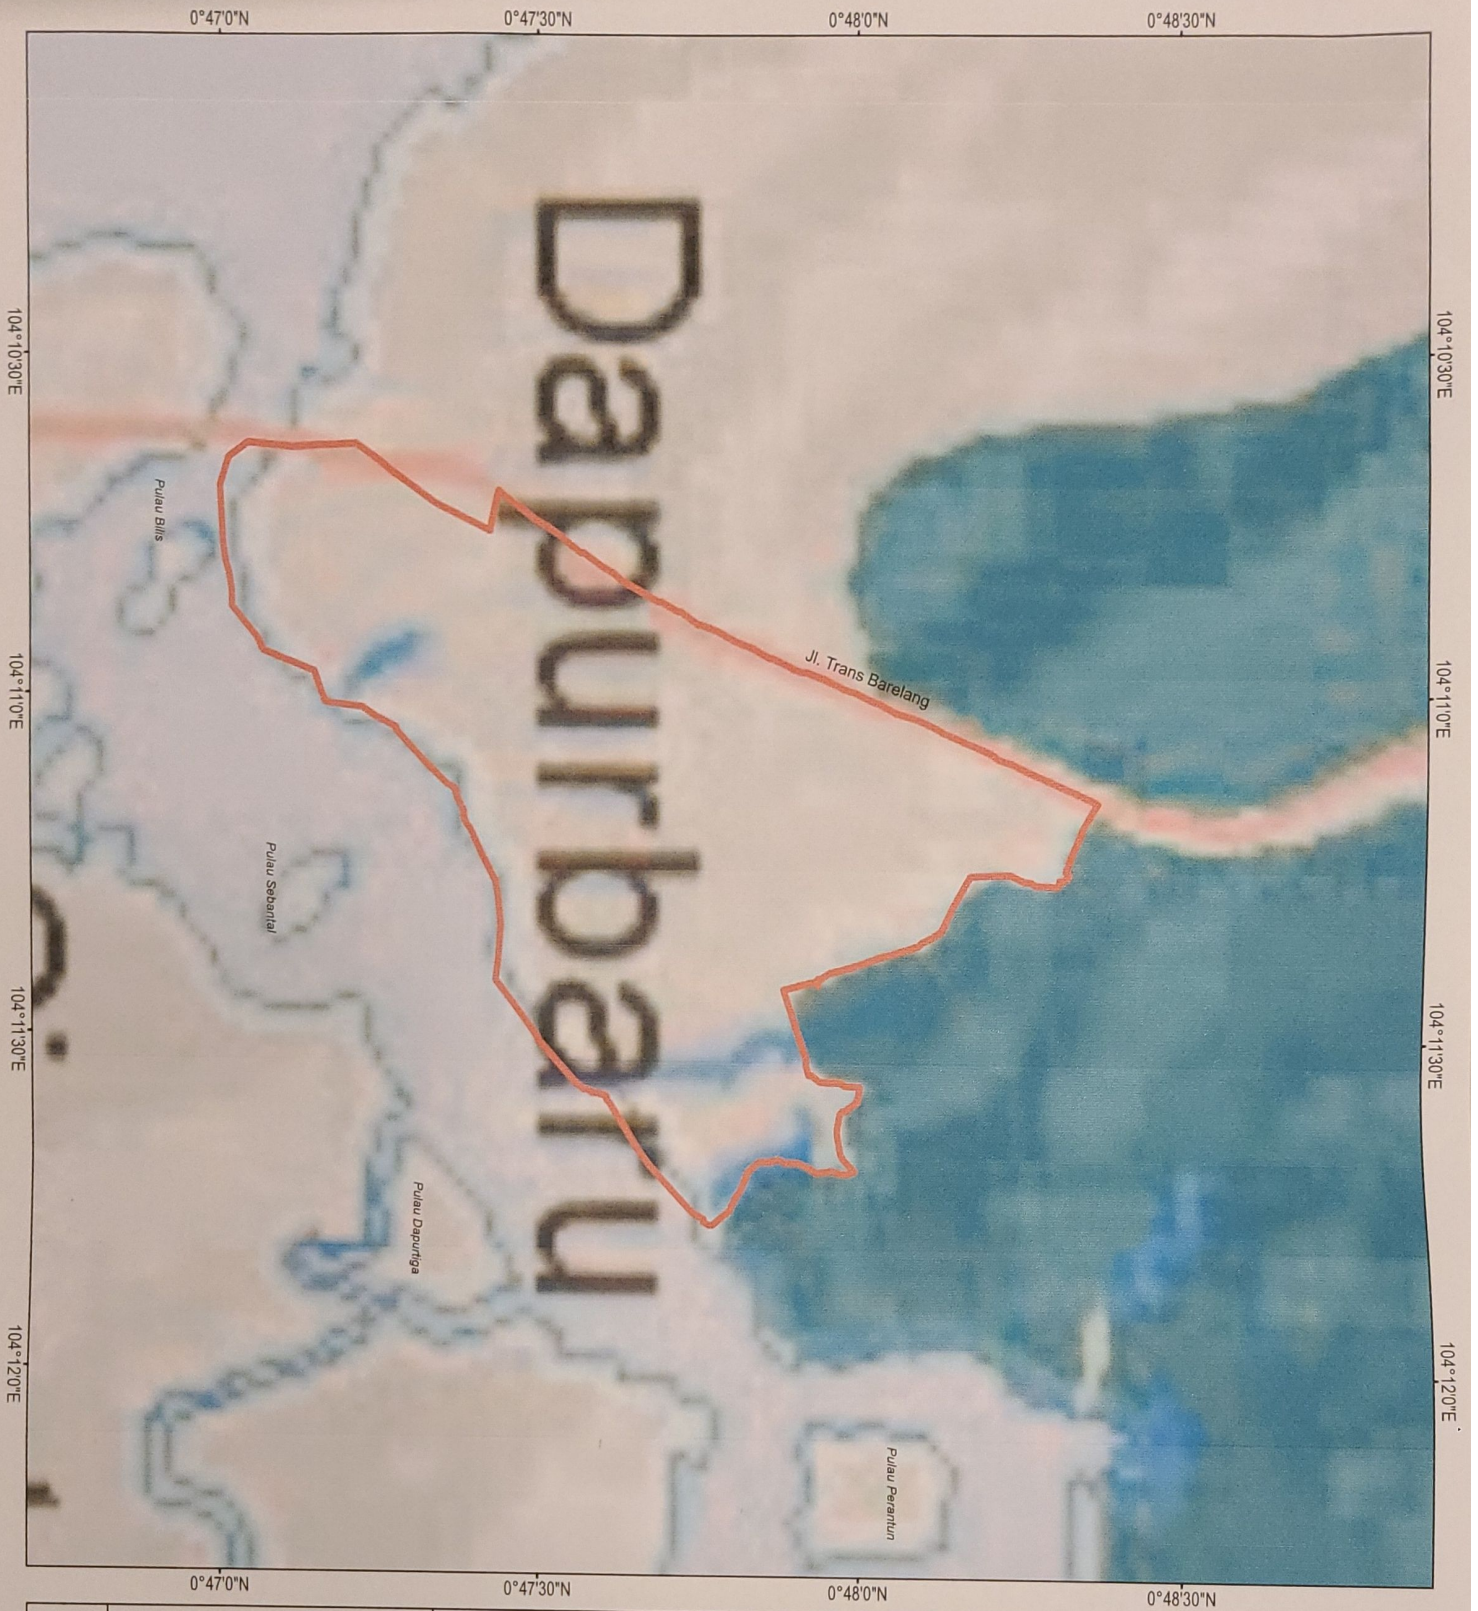 0°47'0"N
0°47'30"N
0°48'0"N
0°48'30"N
104°10'30"E
104°10'30"E
104°11'0"E
104°11'0"E
104°11'30"E
104°11'30"E
104°12'0"E
104°12'0"E
Dapurbaru
Jl. Trans Barelang
Pulau Bilis
Pulau Sebantal
Pulau Dapurtiga
Pulau Perantun
0°47'0"N
0°47'30"N
0°48'0"N
0°48'30"N